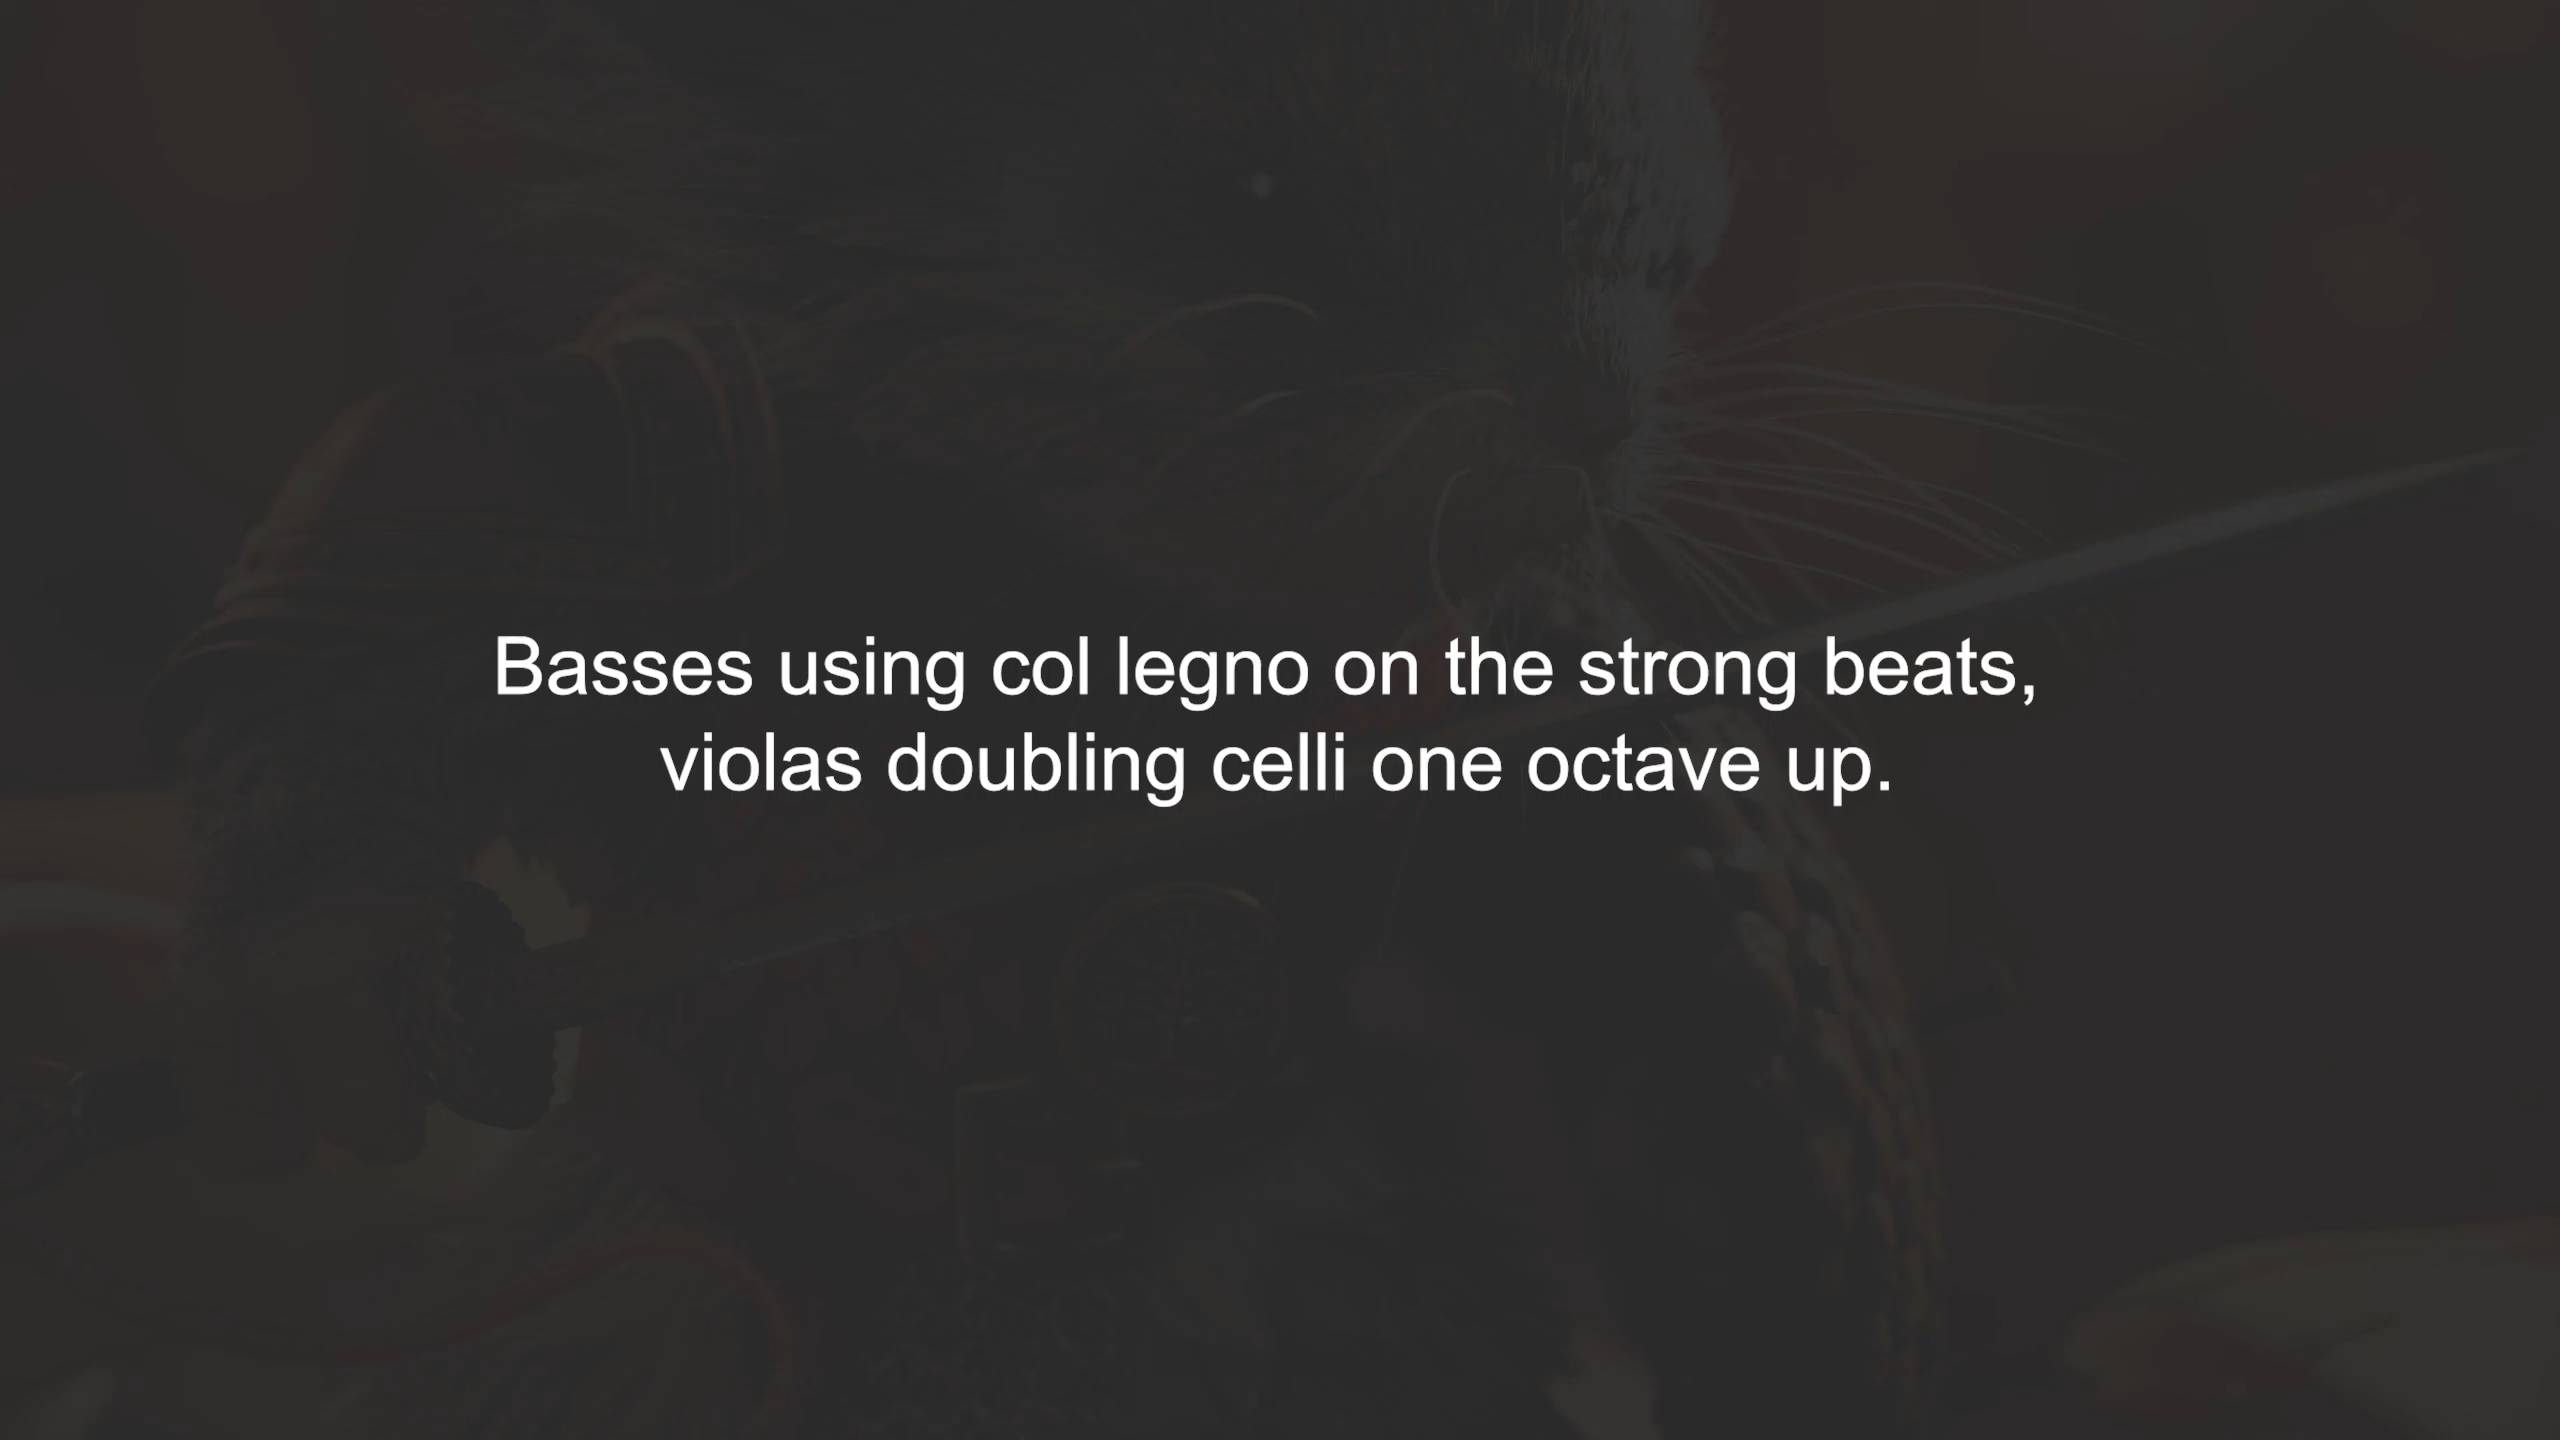 Basses using col legno on the strong beats,
violas doubling celli one octave up.